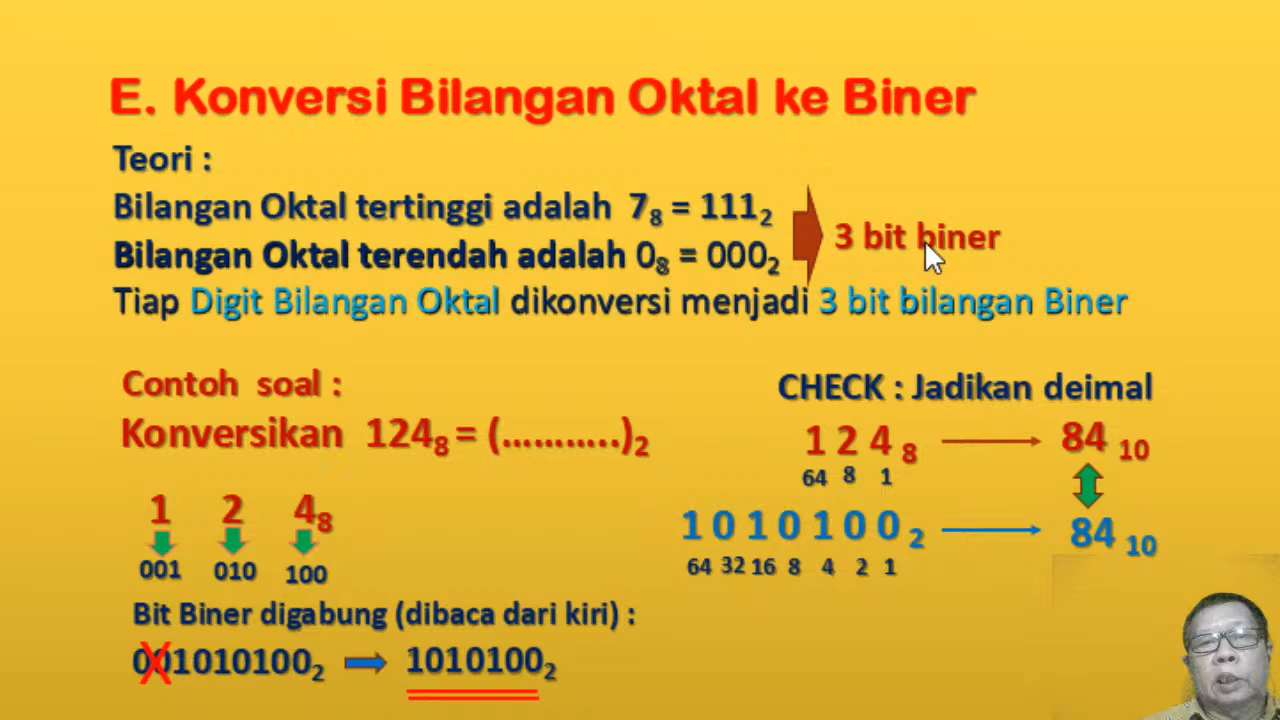 E. Konversi Bilangan Oktal ke Biner
Teori :
Bilangan Oktal tertinggi adalah 7₈ = 111₂
Bilangan Oktal terendah adalah 0₈ = 000₂
3 bit biner
Tiap Digit Bilangan Oktal dikonversi menjadi 3 bit bilangan Biner
Contoh soal :
Konversikan 124₈ = (………..)₂
1 2 4₈
001 010 100
Bit Biner digabung (dibaca dari kiri) :
001010100₂ 1010100₂
CHECK : Jadikan deimal
1 2 4 ₈ 84 ₁₀
64 8 1
1 0 1 0 1 0 0 ₂ 84 ₁₀
64 32 16 8 4 2 1